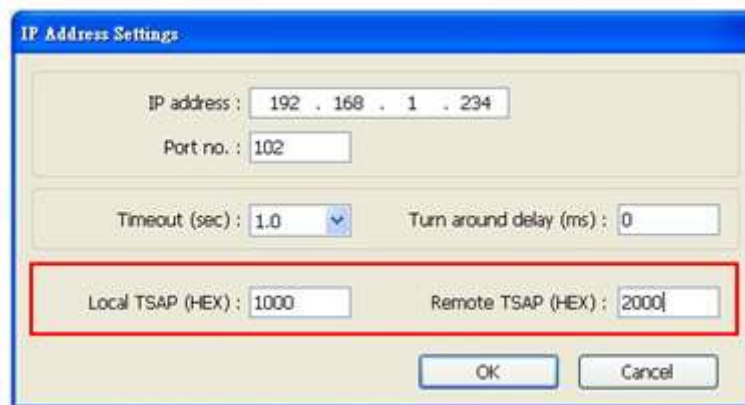 IP Address Settings
IP address : 192 . 168 . 1 . 234
Port no. : 102
Timeout (sec) : 1.0 Turn around delay (ms) : 0
Local TSAP (HEX) : 1000 Remote TSAP (HEX) : 2000
OK Cancel